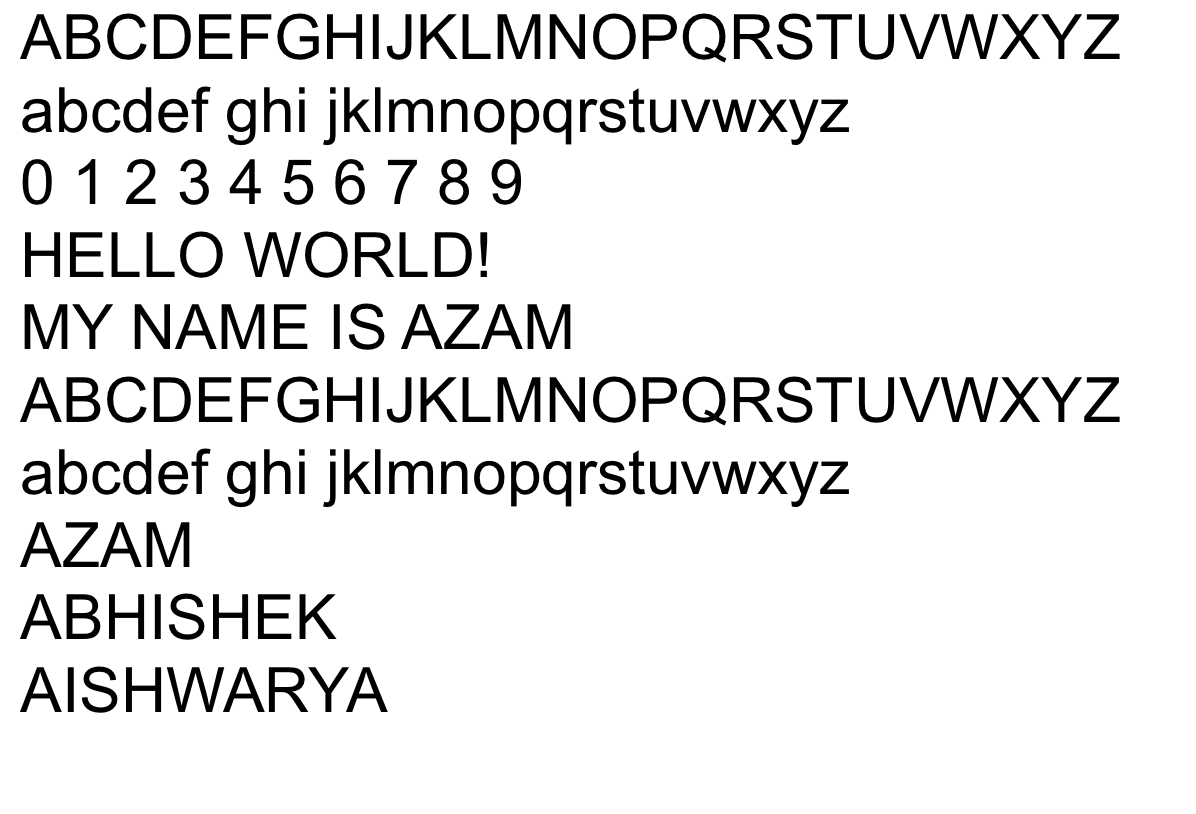 ABCDEFGHIJKLMNOPQRSTUVWXYZ
abcdef ghi jklmnopqrstuvwxyz
0 1 2 3 4 5 6 7 8 9
HELLO WORLD!
MY NAME IS AZAM
ABCDEFGHIJKLMNOPQRSTUVWXYZ
abcdef ghi jklmnopqrstuvwxyz
AZAM
ABHISHEK
AISHWARYA